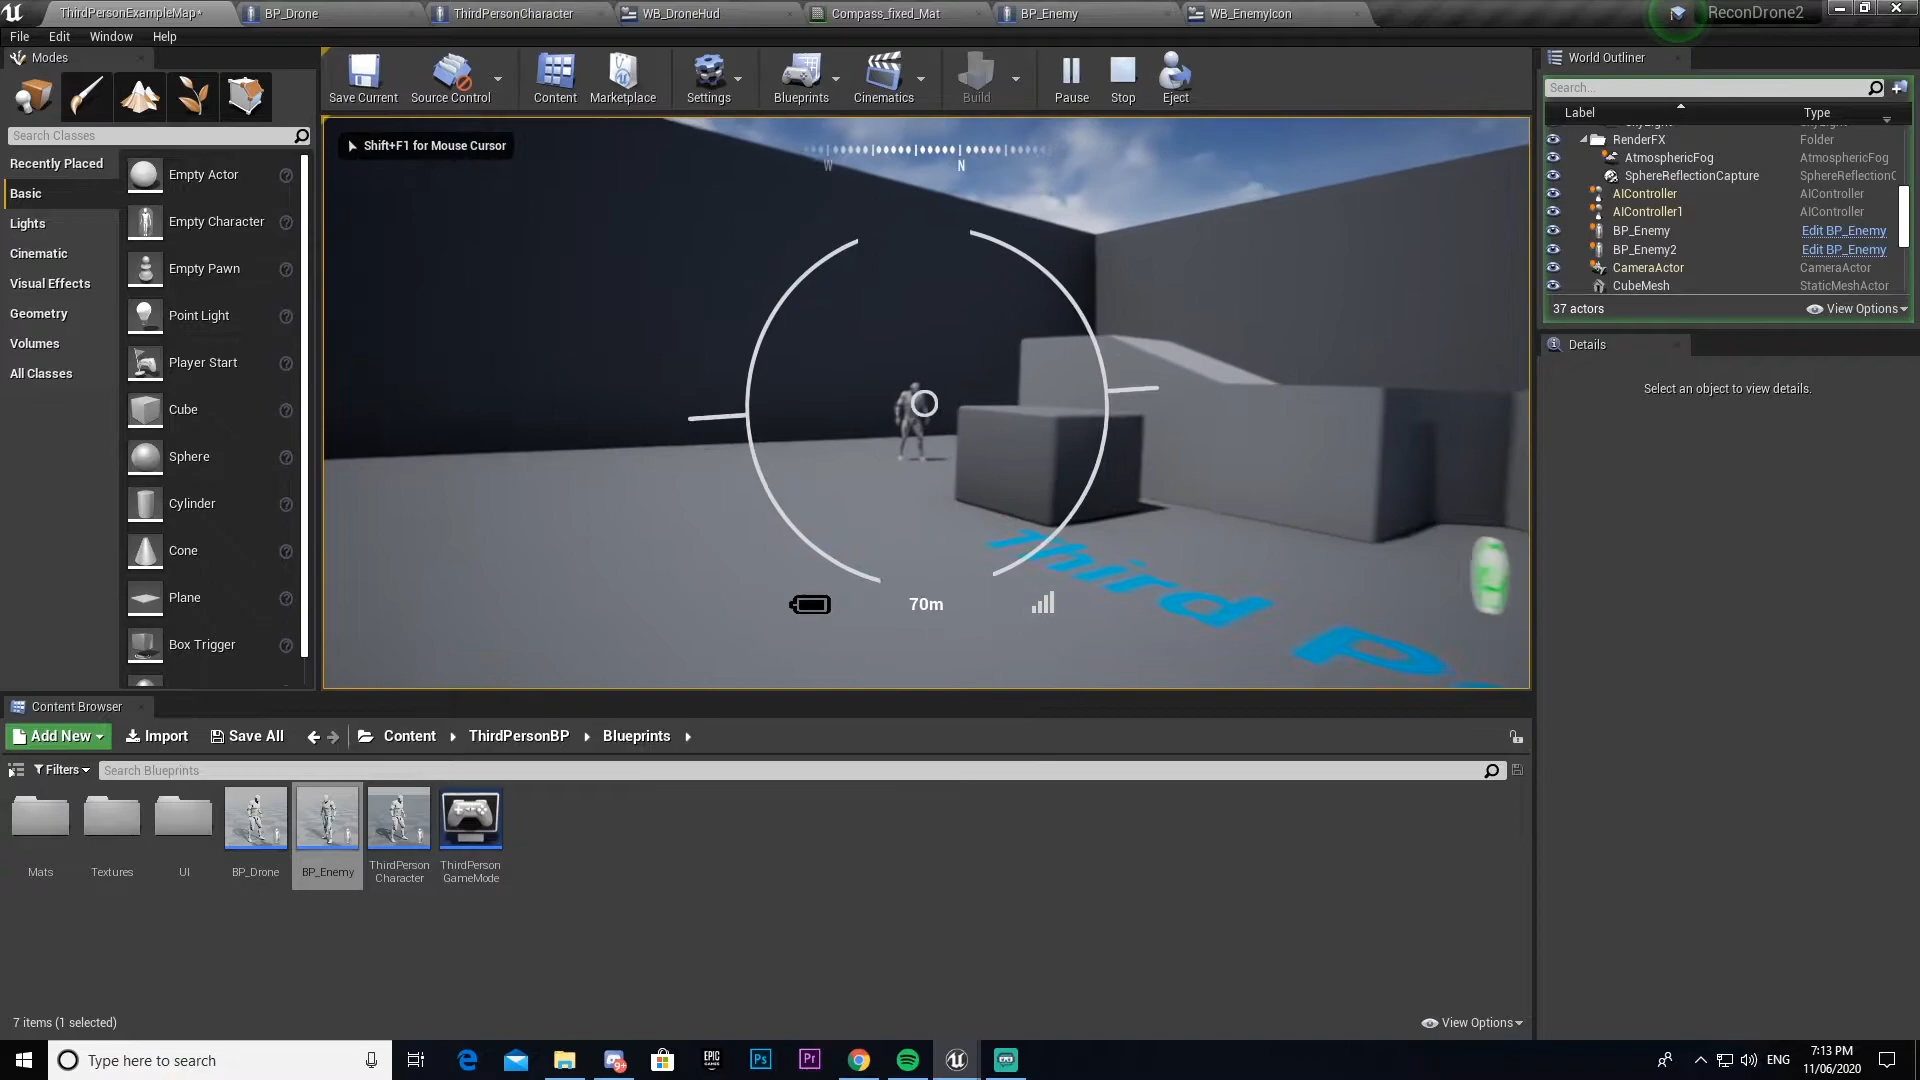 ThirdPersonExampleMap*
BP_Drone
ThirdPersonCharacter
WB_DroneHud
Compass_fixed_Mat
BP_Enemy
WB_EnemyIcon
ReconDrone2
File Edit Window Help
Modes
Search Classes
Recently Placed
Basic
Lights
Cinematic
Visual Effects
Geometry
Volumes
All Classes
Empty Actor
Empty Character
Empty Pawn
Point Light
Player Start
Cube
Sphere
Cylinder
Cone
Plane
Box Trigger
Save Current
Source Control
Content
Marketplace
Settings
Blueprints
Cinematics
Build
Pause
Stop
Eject
Shift+F1 for Mouse Cursor
W N
70m
Third P
World Outliner
Search...
Label Type
RenderFX Folder
AtmosphericFog AtmosphericFog
SphereReflectionCapture SphereReflectionC
AIController AIController
AIController1 AIController
BP_Enemy Edit BP_Enemy
BP_Enemy2 Edit BP_Enemy
CameraActor CameraActor
CubeMesh StaticMeshActor
37 actors View Options
Details
Select an object to view details.
Content Browser
Add New Import Save All Content ThirdPersonBP Blueprints
Filters Search Blueprints
Mats
Textures
UI
BP_Drone
BP_Enemy
ThirdPerson
Character
ThirdPerson
GameMode
7 items (1 selected) View Options
Type here to search
9+
EPIC
GAMES
Ps
Pr
ENG
7:13 PM
11/06/2020